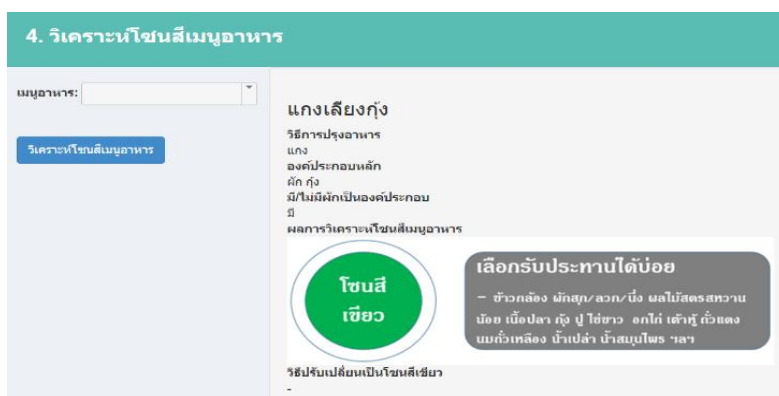 4. วิเคราะห์โซนสีเมนูอาหาร
เมนูอาหาร:
วิเคราะห์โซนสีเมนูอาหาร
แกงเลียงกุ้ง
วิธีการปรุงอาหาร
แกง
องค์ประกอบหลัก
ผัก กุ้ง
มี/ไม่มีผักเป็นองค์ประกอบ
มี
ผลการวิเคราะห์โซนสีเมนูอาหาร
โซนสี
เขียว
เลือกรับประทานได้บ่อย
– ข้าวกล้อง ผักสุก/ลวก/นึ่ง ผลไม้สดรสหวาน
น้อย เนื้อปลา กุ้ง ปู ไข่ขาว อกไก่ เต้าหู้ ถั่วแดง
นมถั่วเหลือง น้ำเปล่า น้ำสมุนไพร ฯลฯ
วิธีปรับเปลี่ยนเป็นโซนสีเขียว
-